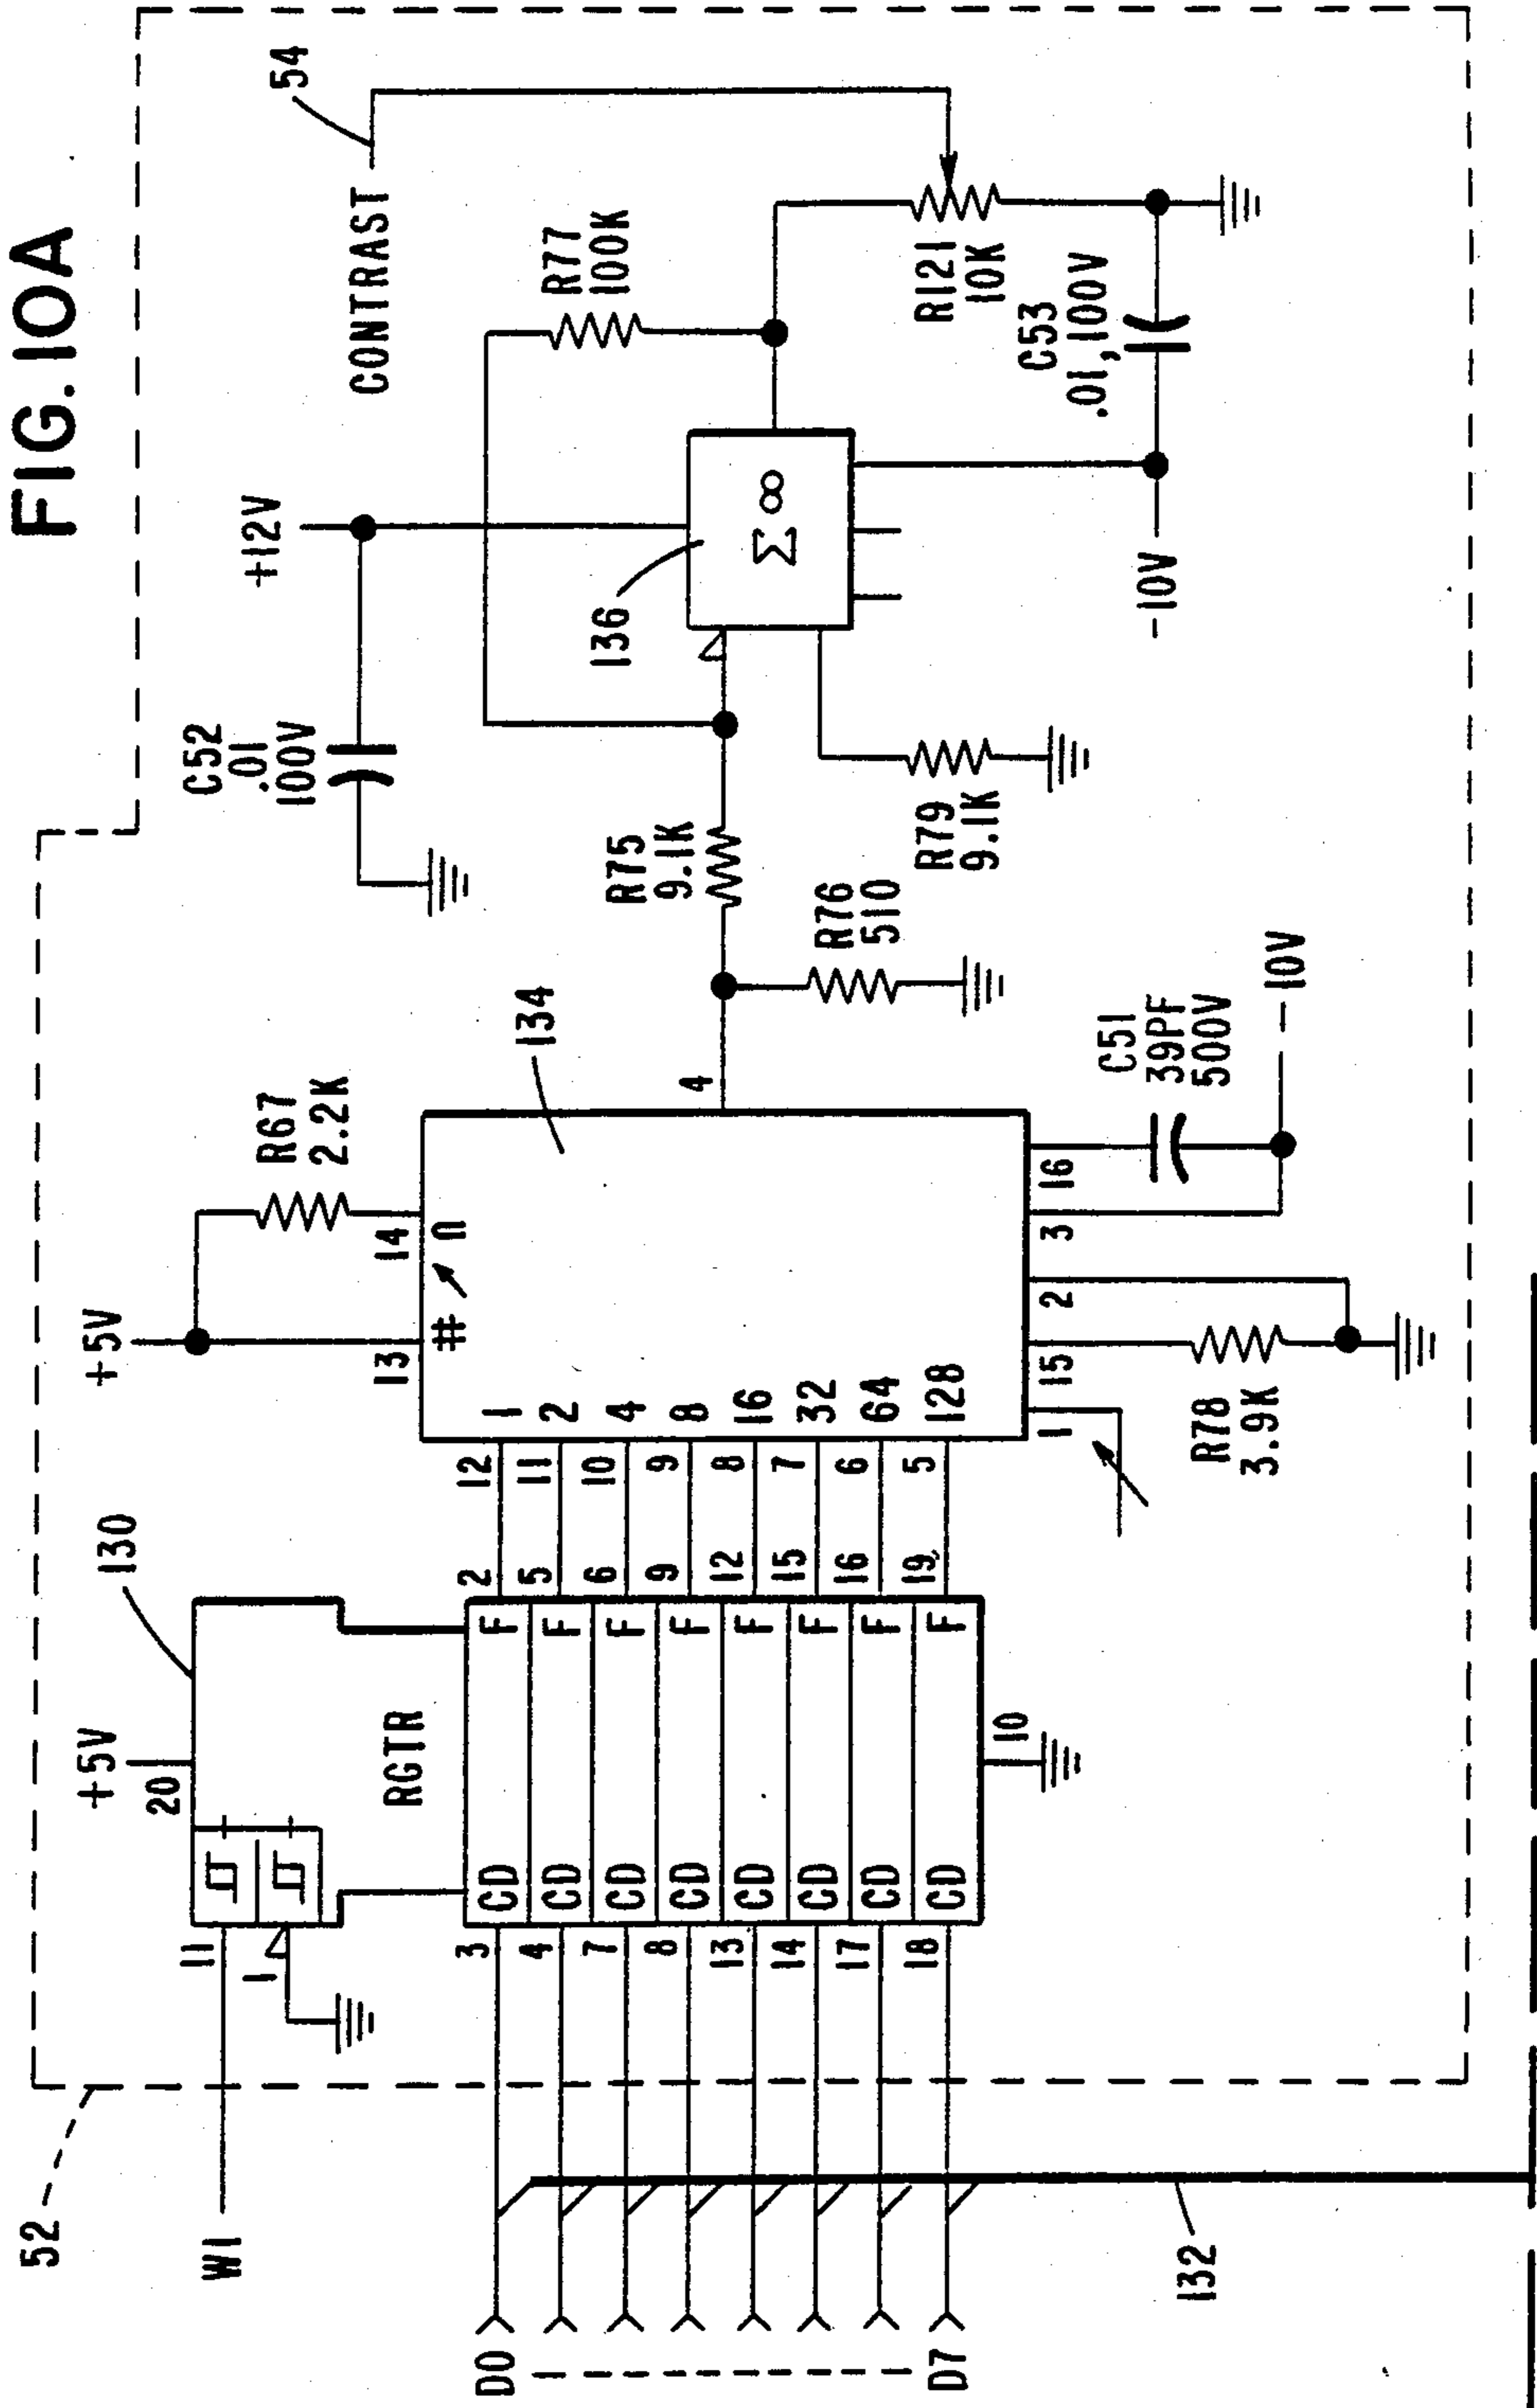 FIG. 10A
52
W1
11
1
+5V
20
130
RGTR
D0
D7
132
3
4
7
8
13
14
17
18
CD
CD
CD
CD
CD
CD
CD
CD
F
F
F
F
F
F
F
F
10
2
5
6
9
12
15
16
19
12
11
10
9
8
7
6
5
+5V
13
14
R67
2.2K
# n
1
2
4
8
16
32
64
128
134
4
1
15
2
3
16
R78
3.9K
C51
39PF
500V
-10V
R76
510
R75
9.1K
R79
9.1K
C52
.01
100V
+12V
136
Σ ∞
R77
100K
CONTRAST
54
R121
10K
C53
.01,100V
-10V